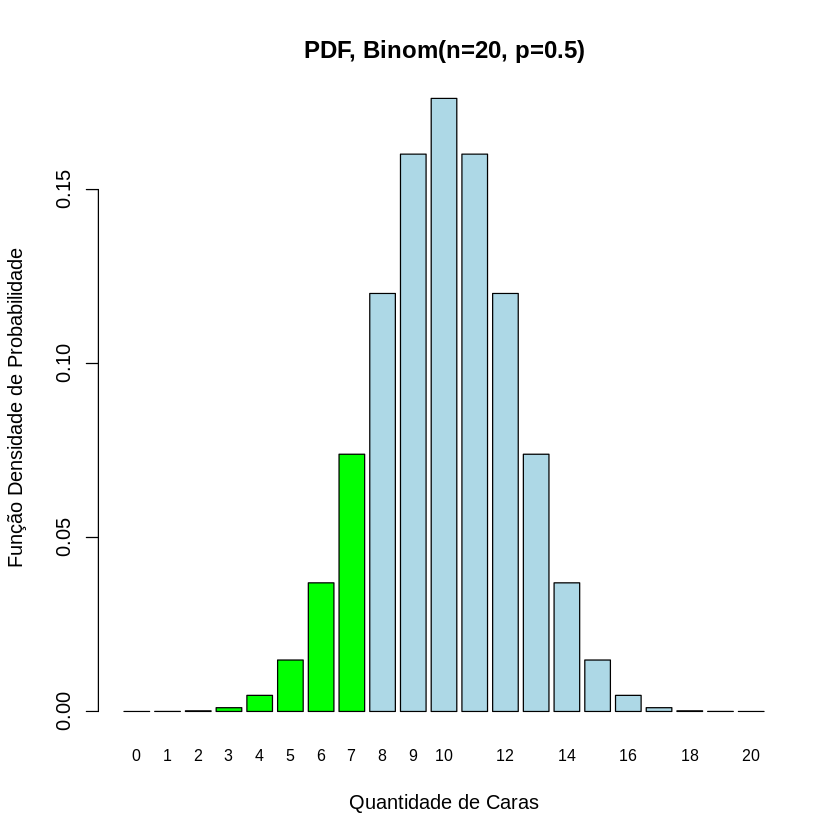 PDF, Binom(n=20, p=0.5)
Função Densidade de Probabilidade
0.15
0.10
0.05
0.00
0 1 2 3 4 5 6 7 8 9 10 12 14 16 18 20
Quantidade de Caras